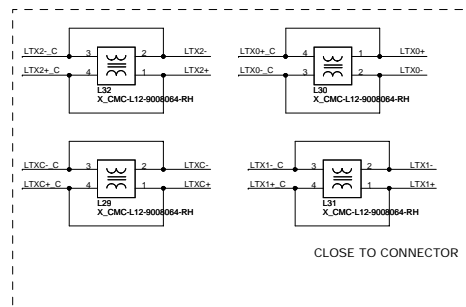 LTX2-_C 3 2 LTX2-
LTX2+_C 4 1 LTX2+
L32
X_CMC-L12-9008064-RH
LTX0+_C 4 1 LTX0+
LTX0-_C 3 2 LTX0-
L30
X_CMC-L12-9008064-RH
LTXC-_C 3 2 LTXC-
LTXC+_C 4 1 LTXC+
L29
X_CMC-L12-9008064-RH
LTX1-_C 3 2 LTX1-
LTX1+_C 4 1 LTX1+
L31
X_CMC-L12-9008064-RH
CLOSE TO CONNECTOR